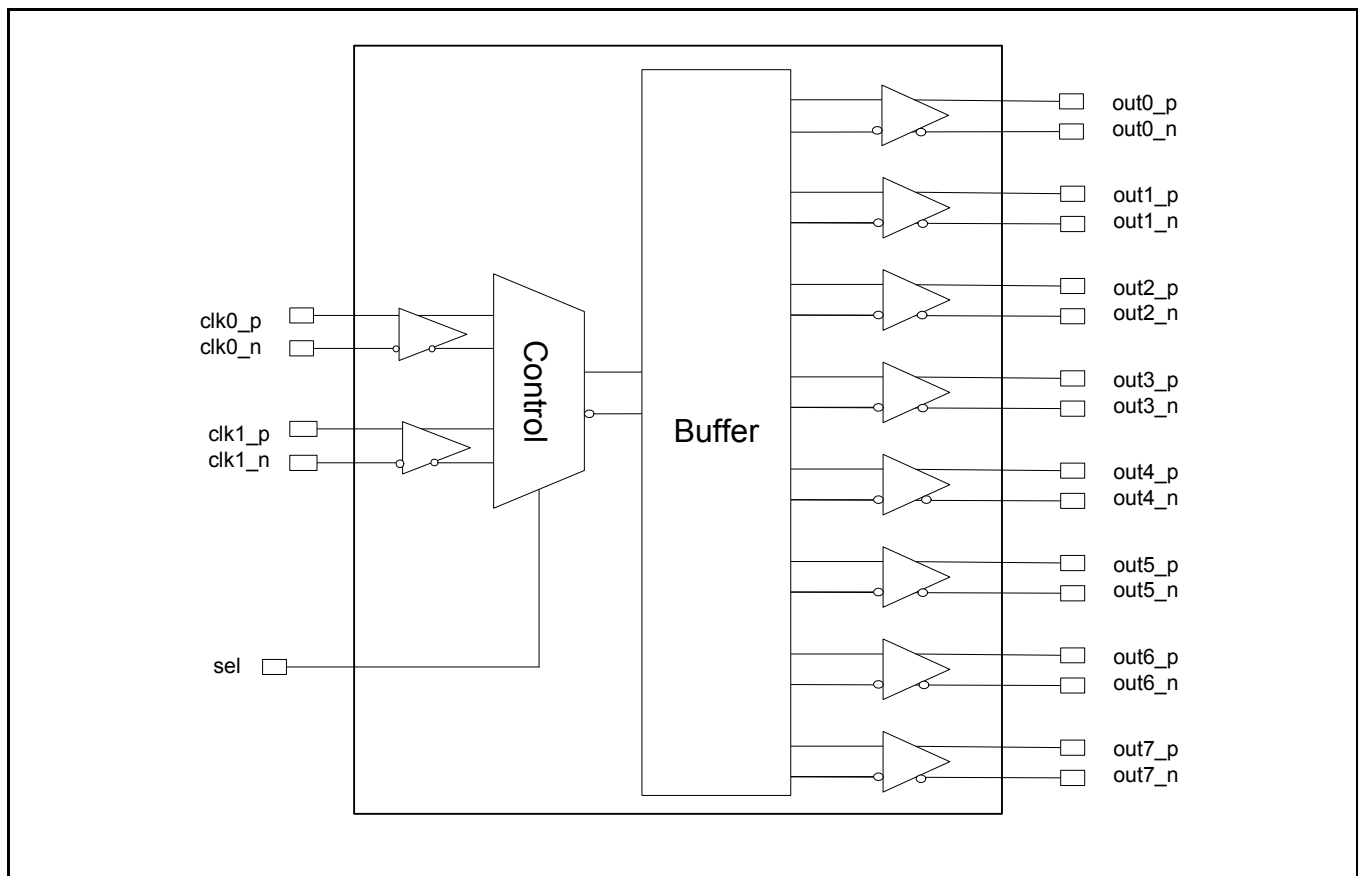 clk0_p
clk0_n
clk1_p
clk1_n
sel
Control
Buffer
out0_p
out0_n
out1_p
out1_n
out2_p
out2_n
out3_p
out3_n
out4_p
out4_n
out5_p
out5_n
out6_p
out6_n
out7_p
out7_n